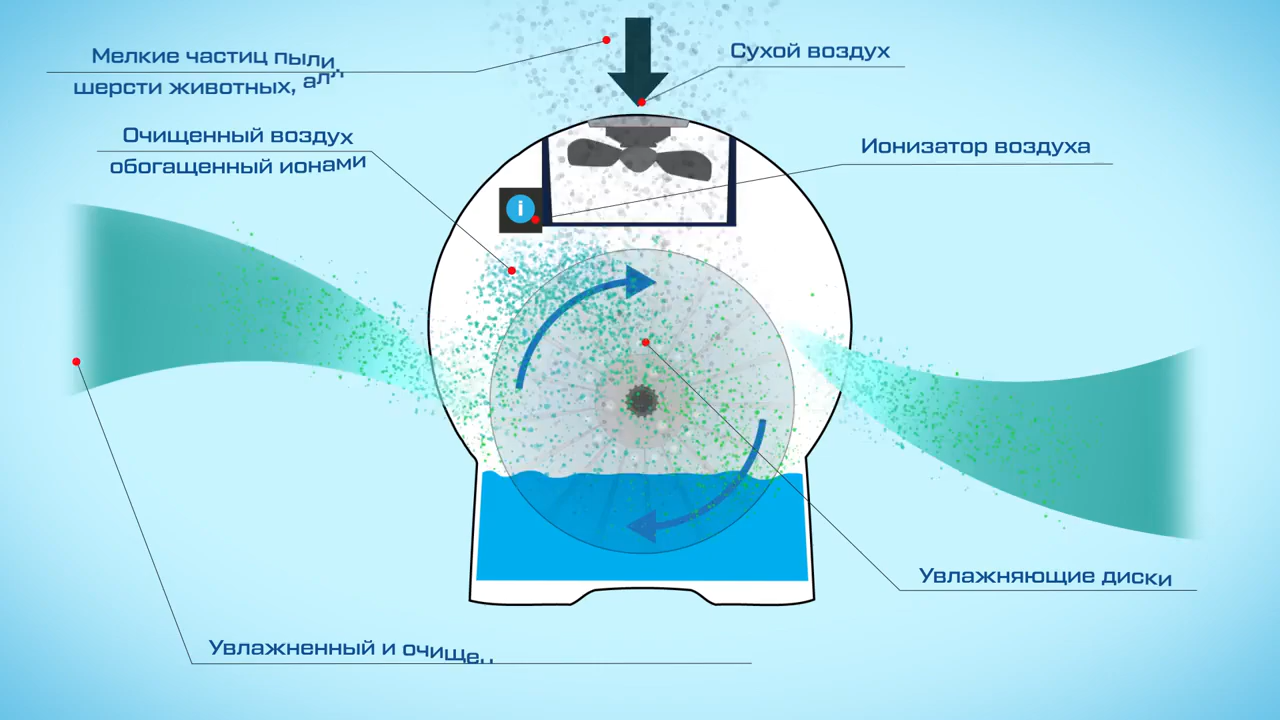 Мелкие частиц пыли,
шерсти животных,
Сухой воздух
Очищенный воздух
обогащенный ионами
Ионизатор воздуха
i
Увлажняющие диски
Увлажненный и